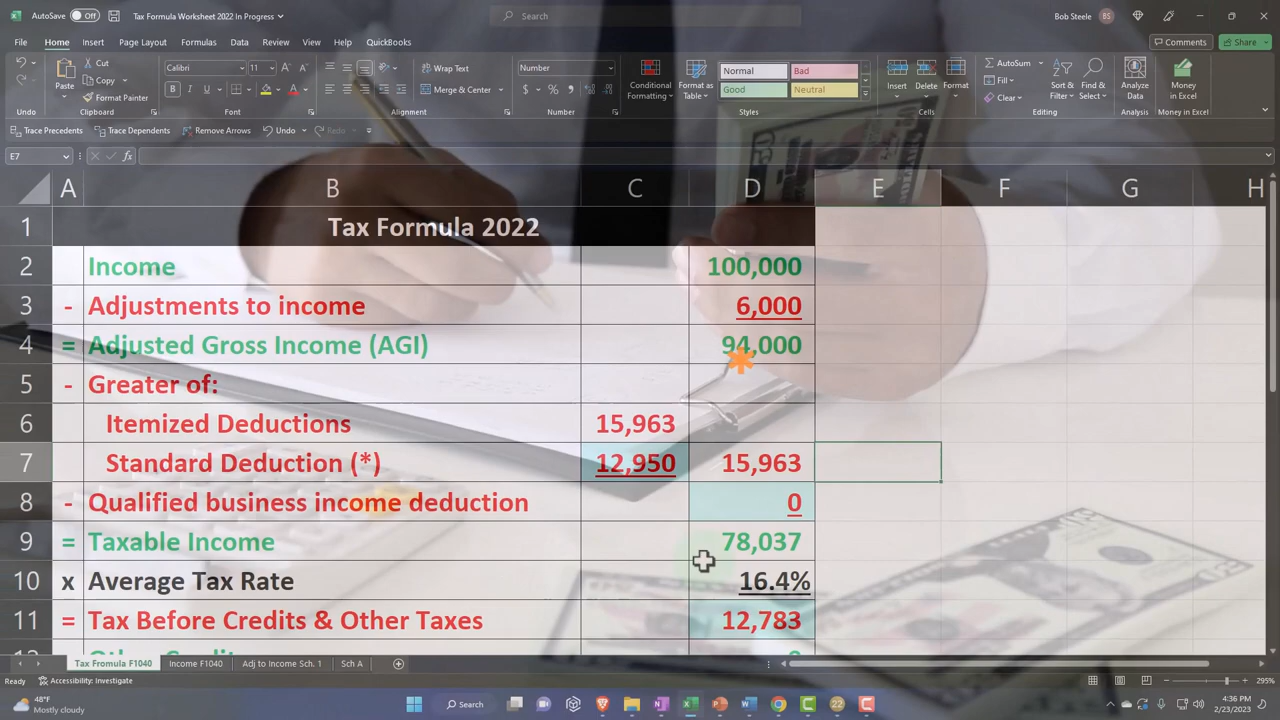 AutoSave Off Tax Formula Worksheet 2022 In Progress Search Bob Steele BS
File Home Insert Page Layout Formulas Data Review View Help QuickBooks Comments Share
Cut Calibri 11 Wrap Text Number Normal Bad AutoSum
Paste Copy Conditional Formatting Format as Table Insert Delete Format Fill Sort & Filter Find & Select Analyze Data Money in Excel
Format Painter Merge & Center Good Neutral Clear
Undo Clipboard Font Alignment Number Styles Cells Editing Analysis Money in Excel
Trace Precedents Trace Dependents Remove Arrows Undo Redo
E7 fx
A B C D E F G H
1 Tax Formula 2022
2 Income 100,000
3 - Adjustments to income 6,000
4 = Adjusted Gross Income (AGI) 94,000
5 - Greater of:
6 Itemized Deductions 15,963
7 Standard Deduction (*) 12,950 15,963
8 - Qualified business income deduction 0
9 = Taxable Income 78,037
10 x Average Tax Rate 16.4%
11 = Tax Before Credits & Other Taxes 12,783
Tax Fromula F1040 Income F1040 Adj to Income Sch. 1 Sch A
Ready Accessibility: Investigate 295%
48°F
Mostly cloudy
Search
4:36 PM
2/23/2023